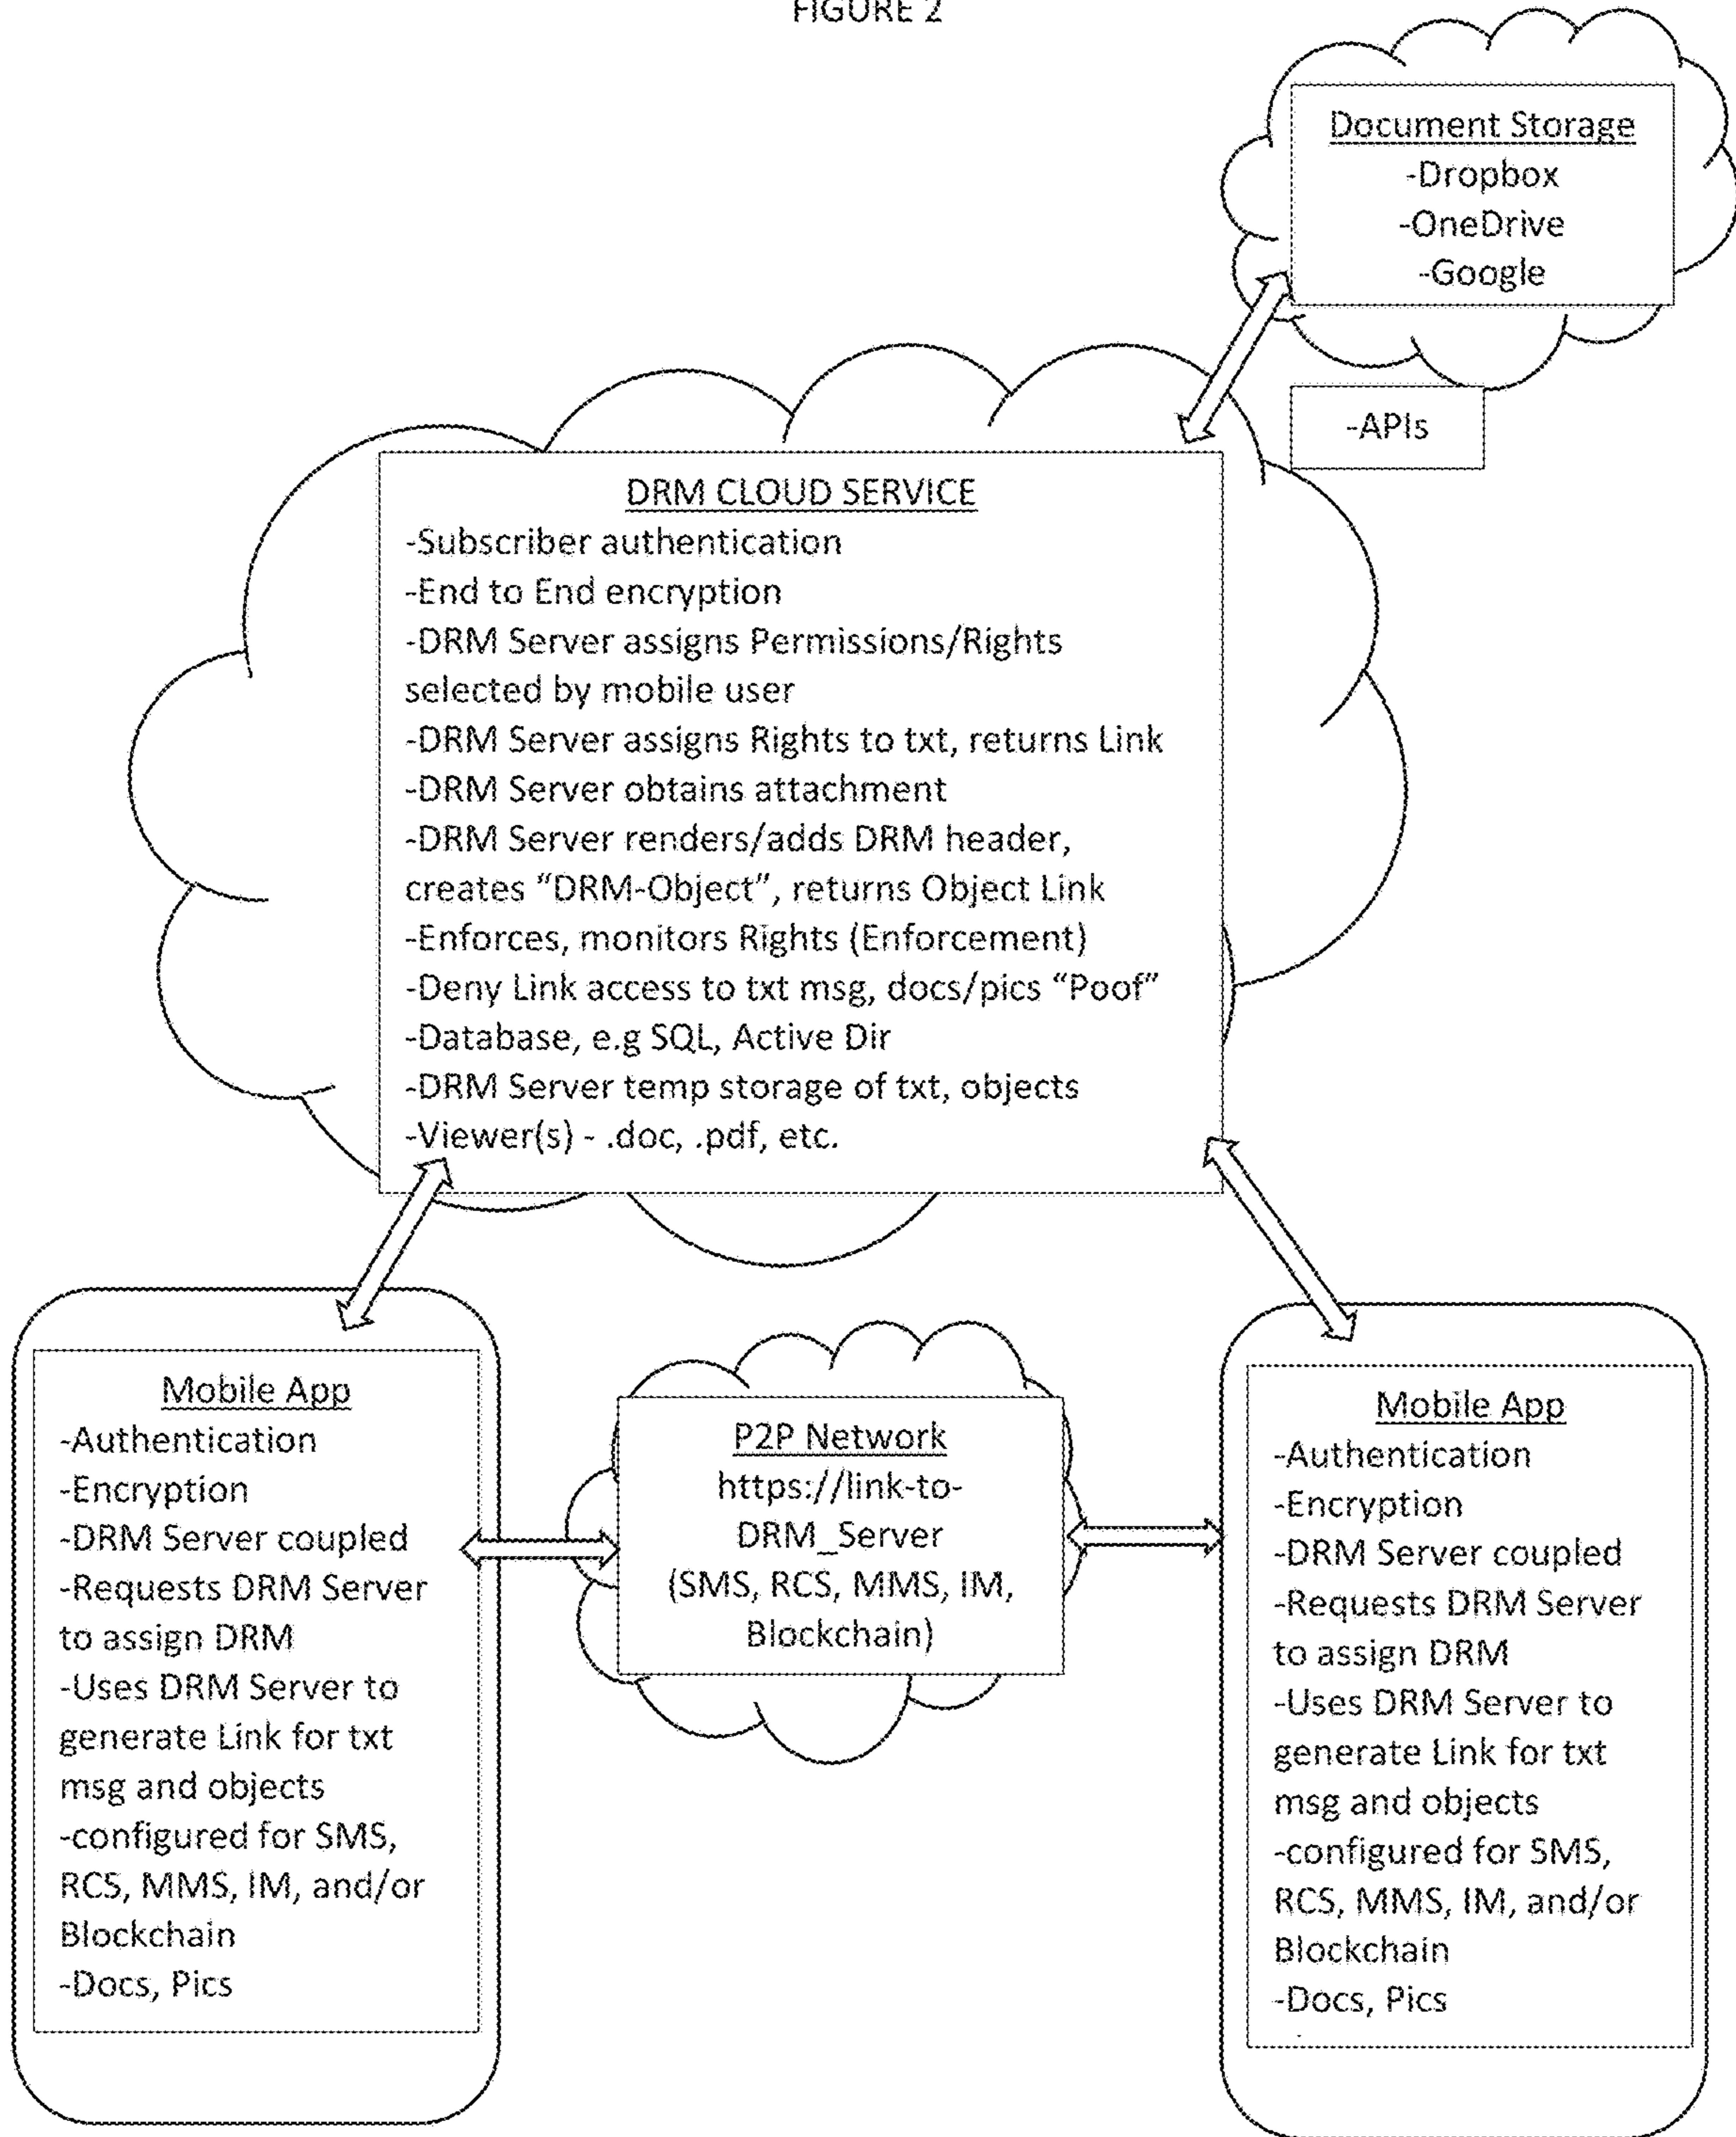 FIGURE 2
Document Storage
-Dropbox
-OneDrive
-Google
-APIs
DRM CLOUD SERVICE
-Subscriber authentication
-End to End encryption
-DRM Server assigns Permissions/Rights
selected by mobile user
-DRM Server assigns Rights to txt, returns Link
-DRM Server obtains attachment
-DRM Server renders/adds DRM header,
creates “DRM-Object”, returns Object Link
-Enforces, monitors Rights (Enforcement)
-Deny Link access to txt msg, docs/pics “Poof”
-Database, e.g SQL, Active Dir
-DRM Server temp storage of txt, objects
-Viewer(s) - .doc, .pdf, etc.
Mobile App
-Authentication
-Encryption
-DRM Server coupled
-Requests DRM Server
to assign DRM
-Uses DRM Server to
generate Link for txt
msg and objects
-configured for SMS,
RCS, MMS, IM, and/or
Blockchain
-Docs, Pics
P2P Network
https://link-to-
DRM_Server
(SMS, RCS, MMS, IM,
Blockchain)
Mobile App
-Authentication
-Encryption
-DRM Server coupled
-Requests DRM Server
to assign DRM
-Uses DRM Server to
generate Link for txt
msg and objects
-configured for SMS,
RCS, MMS, IM, and/or
Blockchain
-Docs, Pics